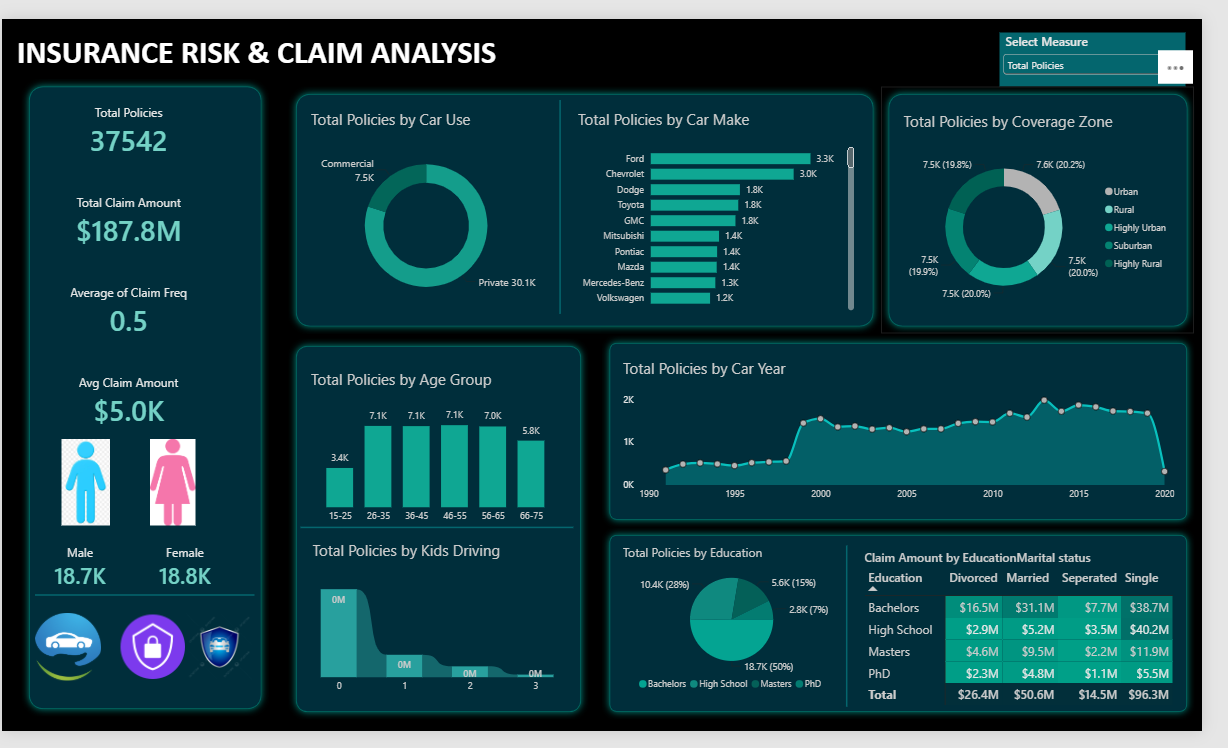 INSURANCE RISK & CLAIM ANALYSIS
Select Measure
Total Policies
Total Policies
37542
Total Claim Amount
$187.8M
Average of Claim Freq
0.5
Avg Claim Amount
$5.0K
Male
Female
18.7K
18.8K
Total Policies by Car Use
Commercial
7.5K
Private 30.1K
Total Policies by Car Make
Ford 3.3K
Chevrolet 3.0K
Dodge 1.8K
Toyota 1.8K
GMC 1.8K
Mitsubishi 1.4K
Pontiac 1.4K
Mazda 1.4K
Mercedes-Benz 1.3K
Volkswagen 1.2K
Total Policies by Coverage Zone
7.5K (19.8%)
7.6K (20.2%)
7.5K
(19.9%)
7.5K
(20.0%)
7.5K (20.0%)
Urban
Rural
Highly Urban
Suburban
Highly Rural
Total Policies by Age Group
3.4K
7.1K
7.1K
7.1K
7.0K
5.8K
15-25 26-35 36-45 46-55 56-65 66-75
Total Policies by Kids Driving
0M
0M
0M
0M
0 1 2 3
Total Policies by Car Year
2K
1K
0K
1990 1995 2000 2005 2010 2015 2020
Total Policies by Education
10.4K (28%)
5.6K (15%)
2.8K (7%)
18.7K (50%)
Bachelors High School Masters PhD
Claim Amount by EducationMarital status
Education Divorced Married Seperated Single
Bachelors $16.5M $31.1M $7.7M $38.7M
High School $2.9M $5.2M $3.5M $40.2M
Masters $4.6M $9.5M $2.2M $11.9M
PhD $2.3M $4.8M $1.1M $5.5M
Total $26.4M $50.6M $14.5M $96.3M